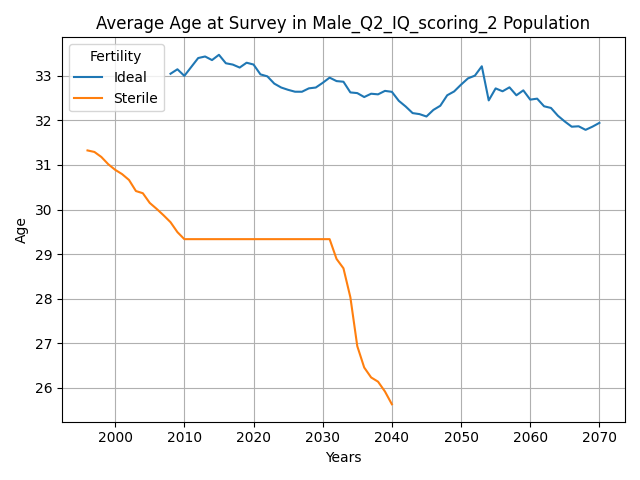 Average Age at Survey in Male_Q2_IQ_scoring_2 Population
Fertility
Ideal
Sterile
33
32
31
30
29
28
27
26
Age
2000 2010 2020 2030 2040 2050 2060 2070
Years